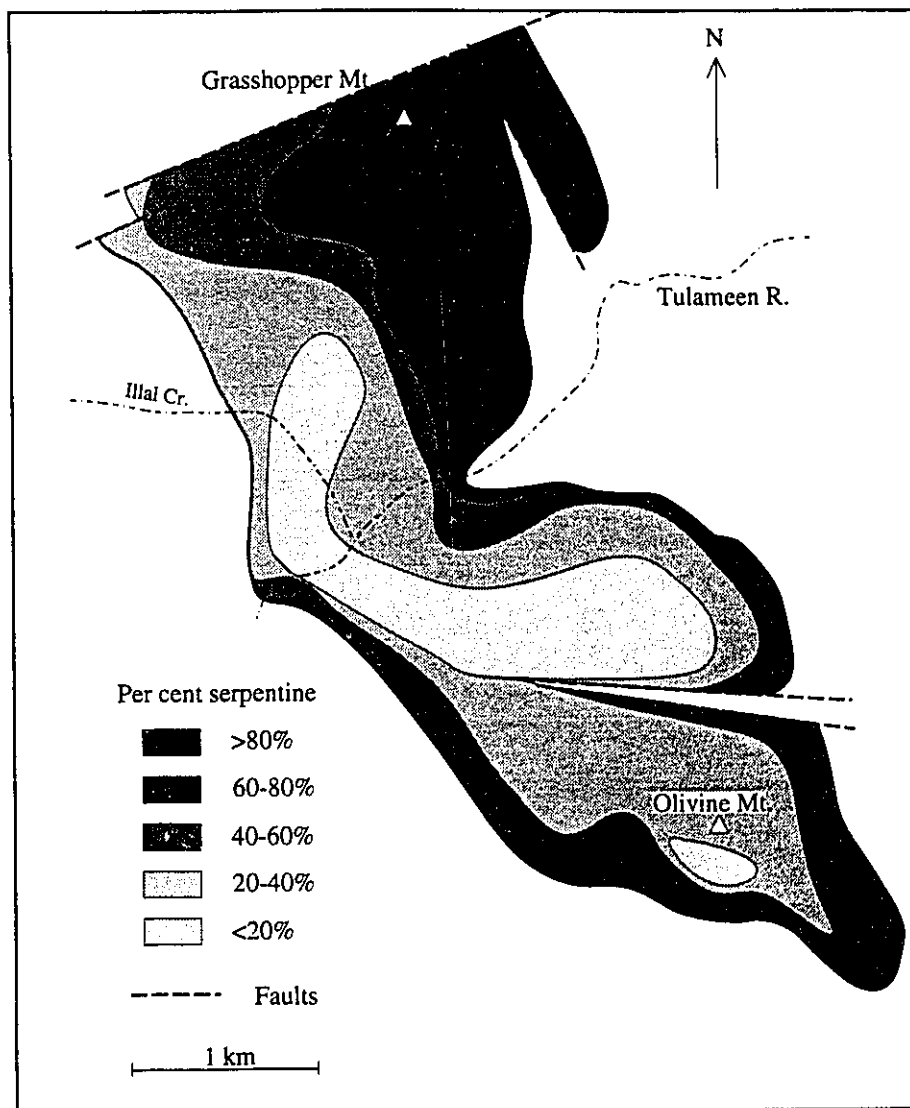 N
Grasshopper Mt.
Tulameen R.
Illal Cr.
Per cent serpentine
>80%
60-80%
40-60%
20-40%
<20%
Olivine Mt.
Faults
1 km